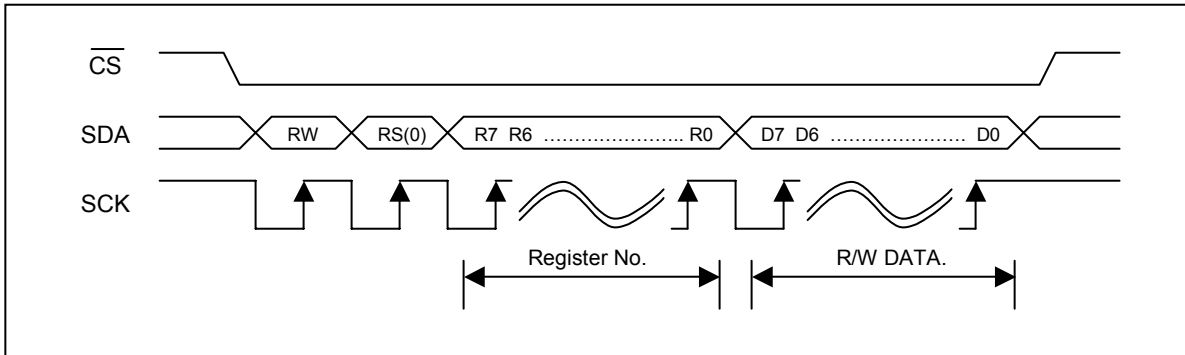 CS
SDA RW RS(0) R7 R6 ........................ R0 D7 D6 ........................ D0
SCK
Register No. R/W DATA.